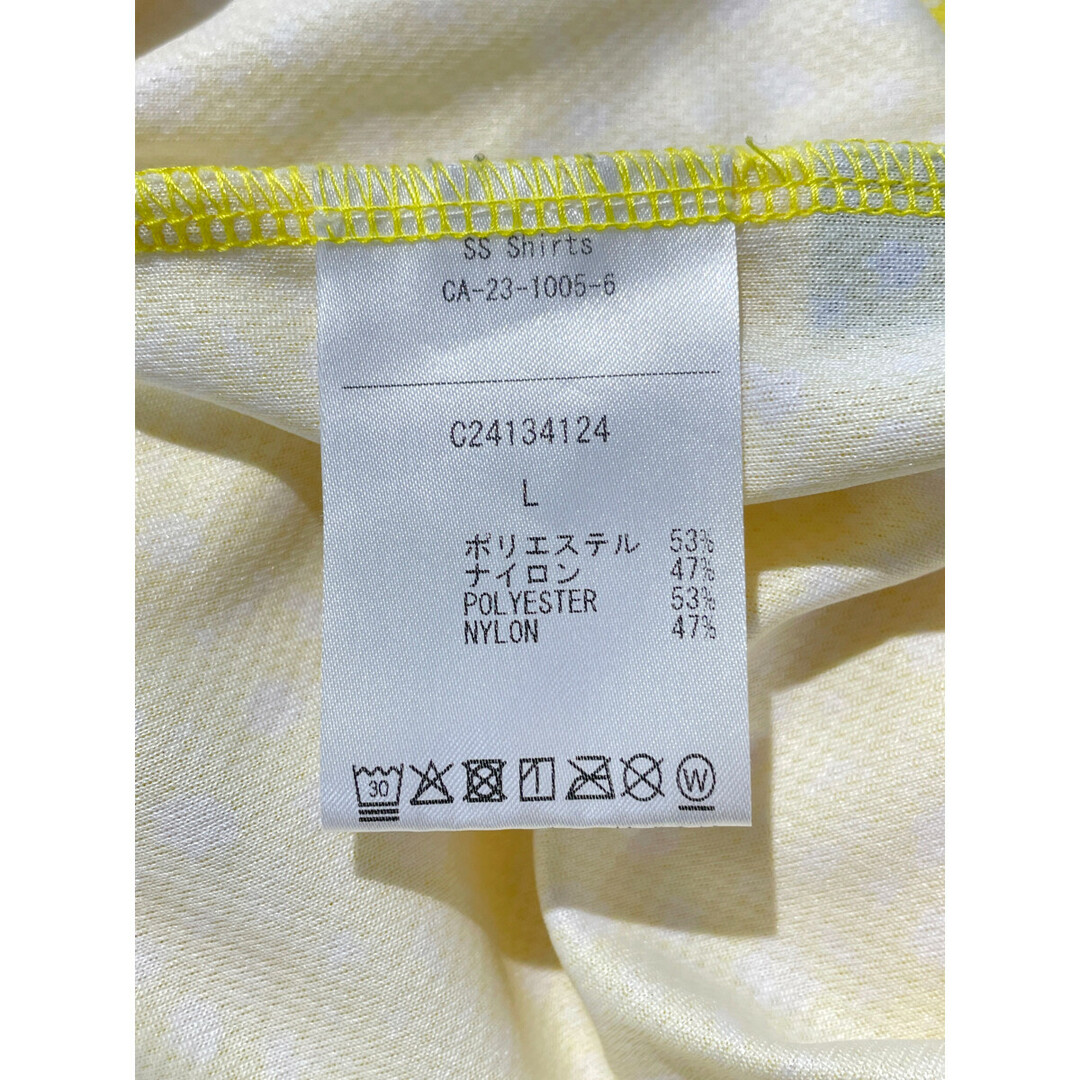 SS Shirts
CA-23-1005-6
C24134124
L
ポリエステル 53%
ナイロン 47%
POLYESTER 53%
NYLON 47%
30
W